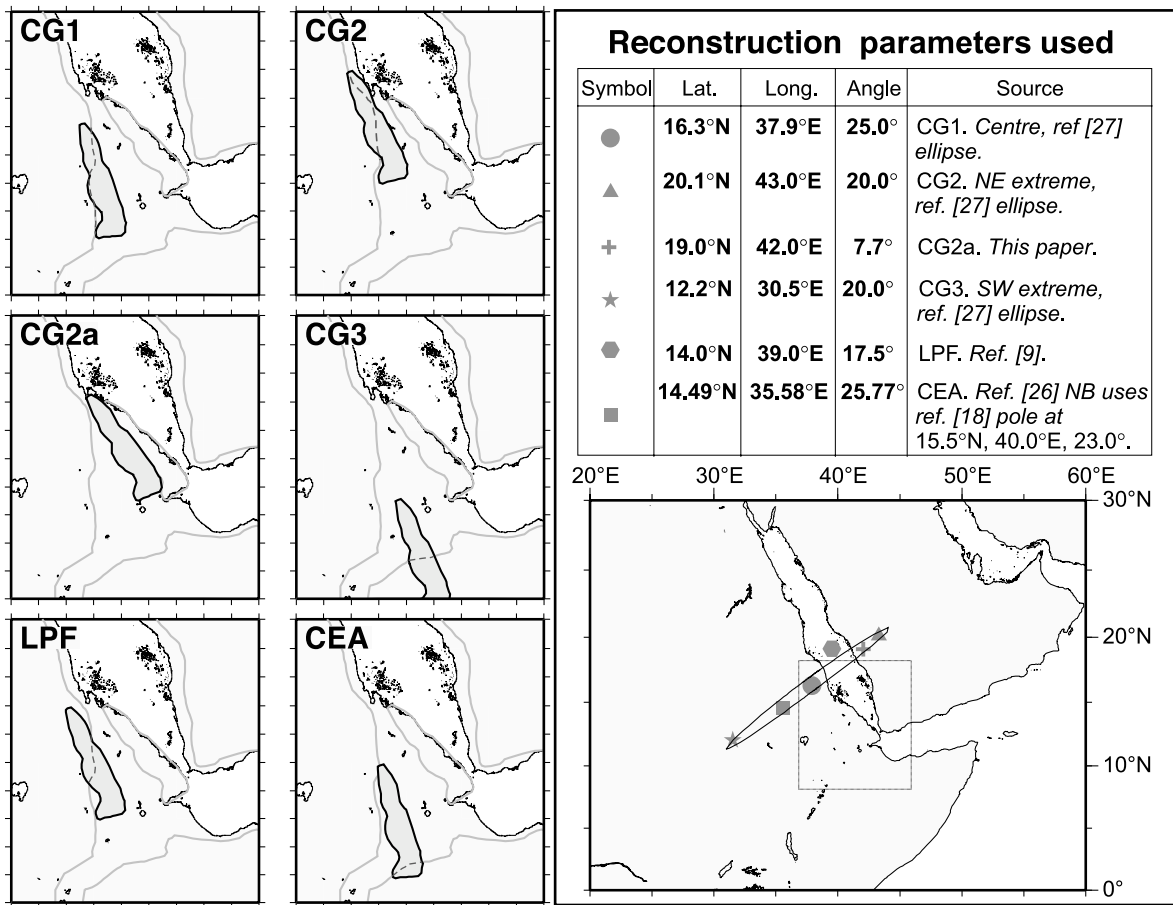 CG1
CG2
CG2a
CG3
LPF
CEA
Reconstruction parameters used
Symbol Lat. Long. Angle Source
16.3°N 37.9°E 25.0° CG1. Centre, ref [27]
ellipse.
20.1°N 43.0°E 20.0° CG2. NE extreme,
ref. [27] ellipse.
19.0°N 42.0°E 7.7° CG2a. This paper.
12.2°N 30.5°E 20.0° CG3. SW extreme,
ref. [27] ellipse.
14.0°N 39.0°E 17.5° LPF. Ref. [9].
14.49°N 35.58°E 25.77° CEA. Ref. [26] NB uses
ref. [18] pole at
15.5°N, 40.0°E, 23.0°.
20°E 30°E 40°E 50°E 60°E
30°N
20°N
10°N
0°